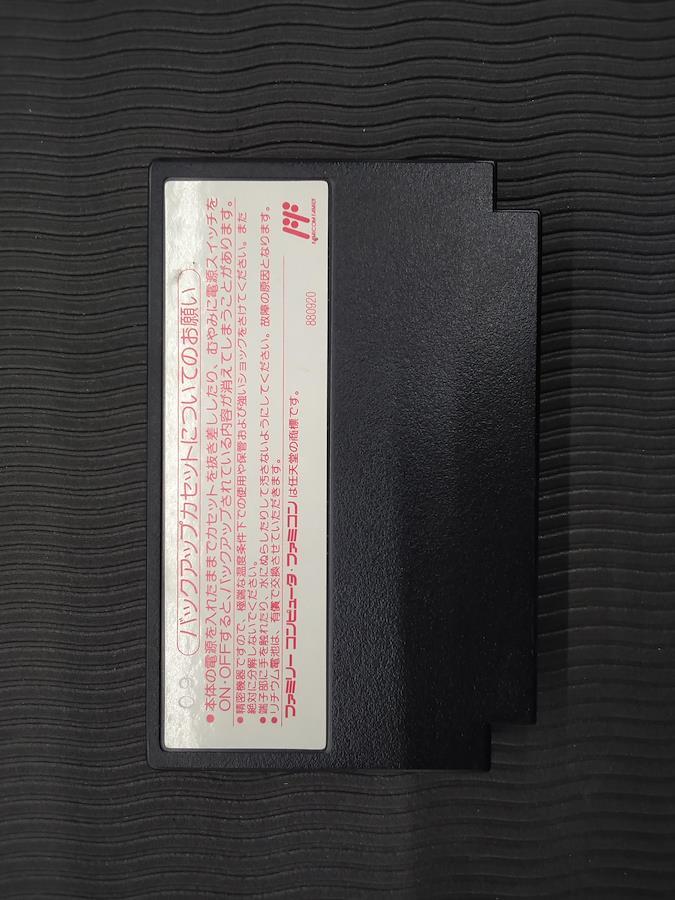 09
バックアップカセットについてのお願い
●本体の電源を入れたままでカセットを抜き差ししたり、むやみに電源スイッチを
ON・OFFすると、バックアップされている内容が消えてしまうことがあります。
●精密機器ですので、極端な温度条件下での使用や保管および強いショックをさけてください。また
絶対に分解しないでください。
●端子部に手を触れたり、水にぬらしたりして汚さないようにしてください。故障の原因となります。
●リチウム電池は、有償で交換させていただきます。
ファミリーコンピュータ・ファミコンは任天堂の商標です。
880920
FAMICOM FAMILY